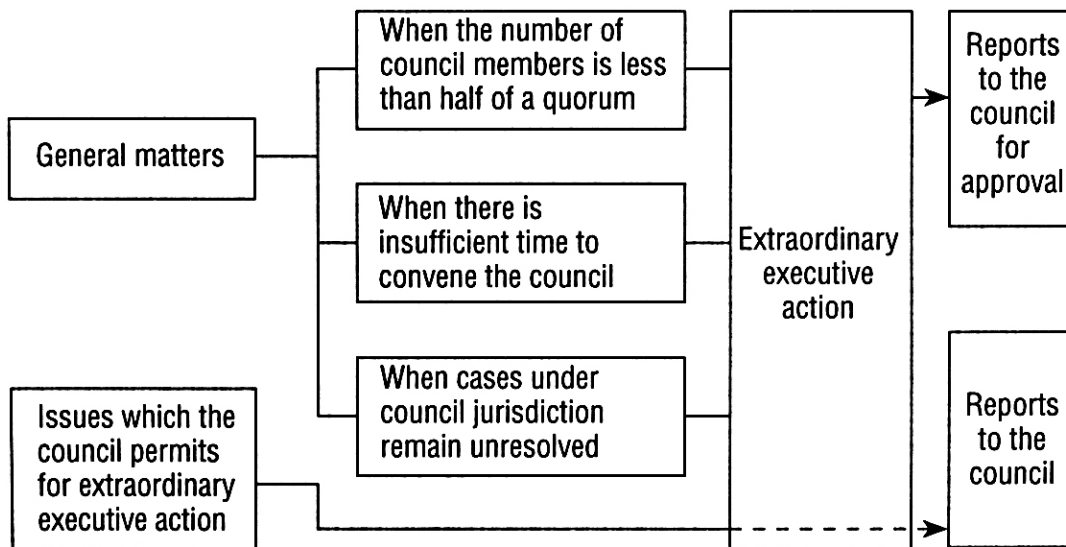 General matters
Issues which the
council permits
for extraordinary
executive action
When the number of
council members is less
than half of a quorum
When there is
insufficient time to
convene the council
When cases under
council jurisdiction
remain unresolved
Extraordinary
executive
action
Reports
to the
council
for
approval
Reports
to the
council